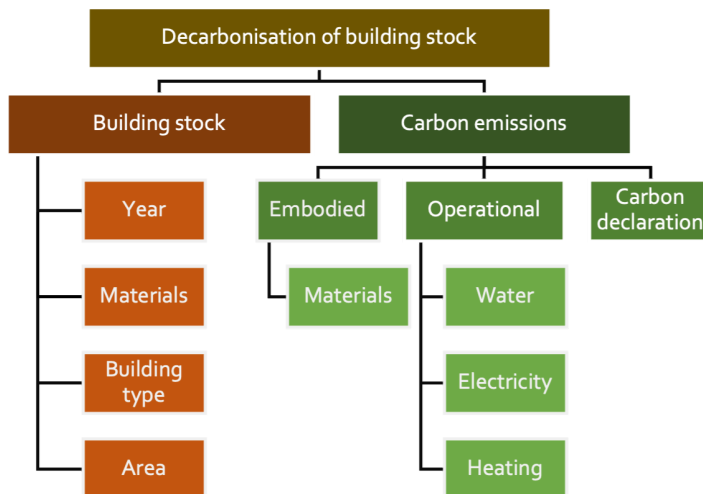 Decarbonisation of building stock
Building stock
Carbon emissions
Year
Materials
Building
type
Area
Embodied
Materials
Operational
Water
Electricity
Heating
Carbon
declaration